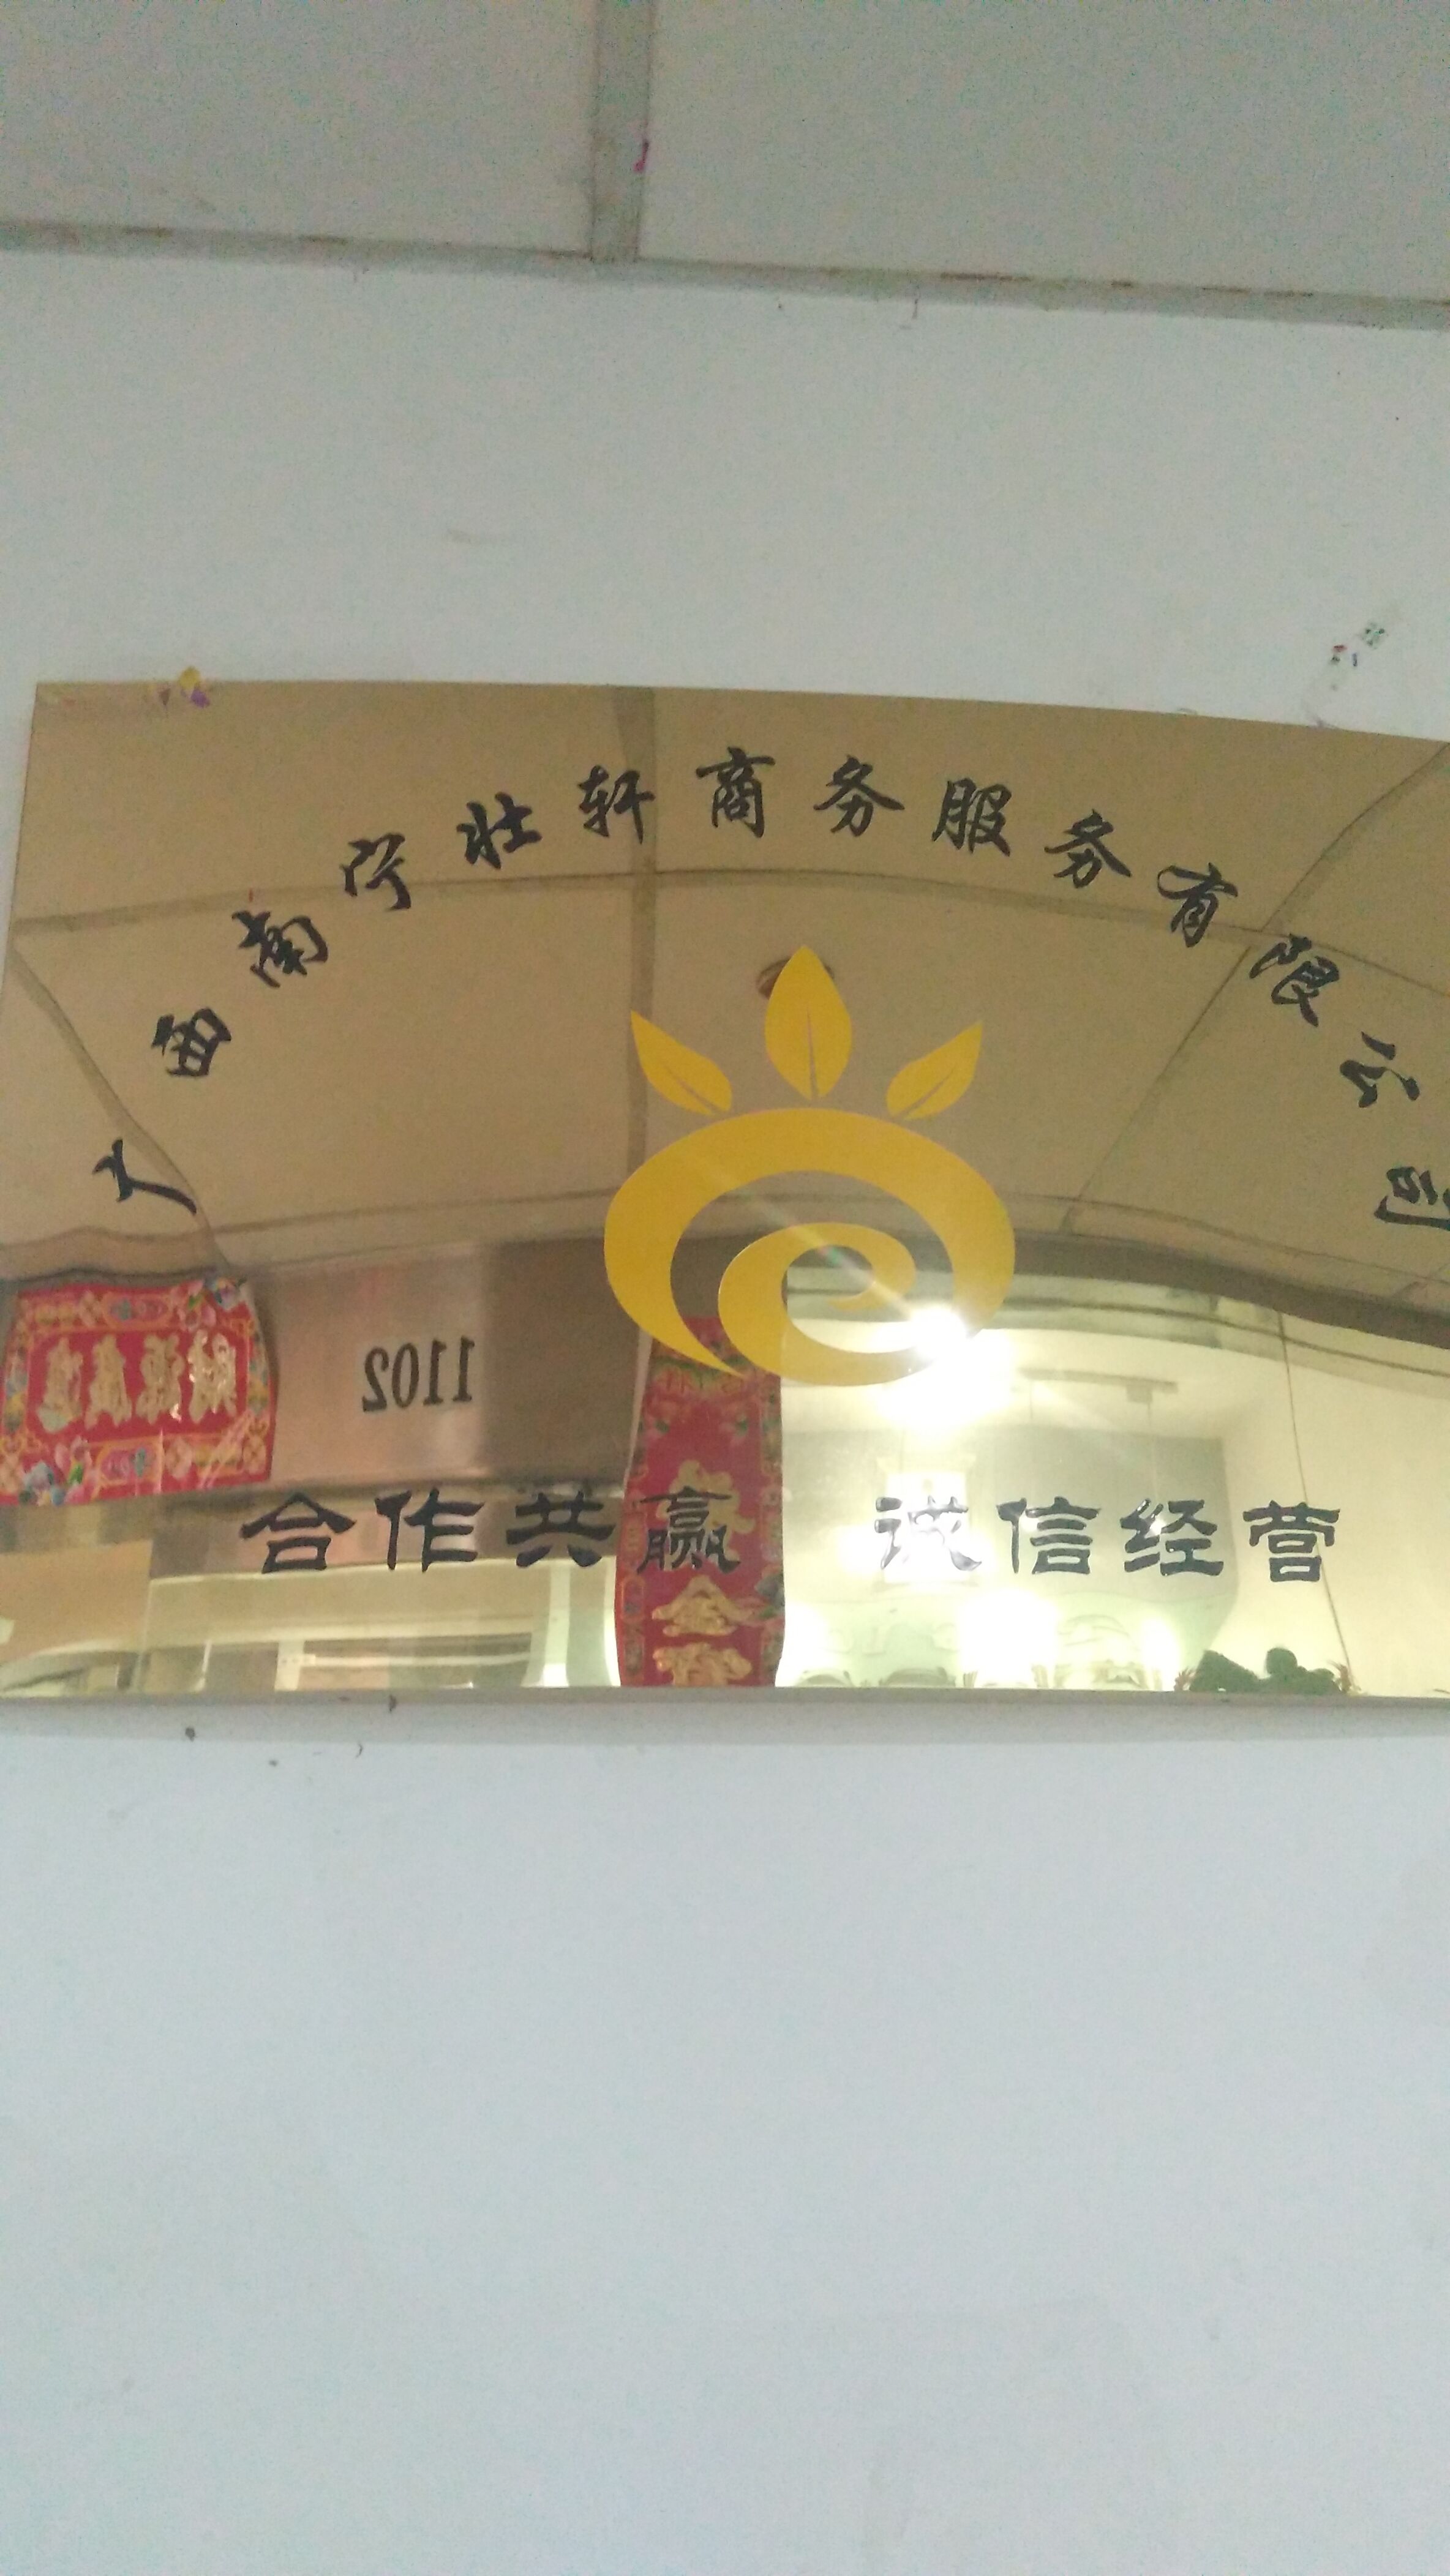 广西南宁壮轩商务服务有限公司
1102
合作共赢 诚信经营